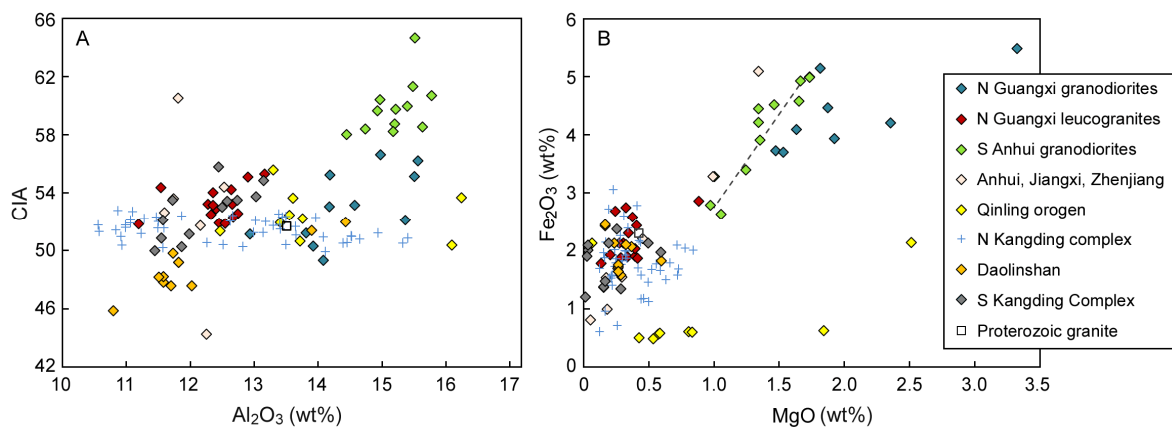 A
66
62
58
54
50
46
42
CIA
10
11
12
13
14
15
16
17
Al₂O₃ (wt%)
B
6
5
4
3
2
1
0
Fe₂O₃ (wt%)
0
0.5
1.0
1.5
2.0
2.5
3.0
3.5
MgO (wt%)
N Guangxi granodiorites
N Guangxi leucogranites
S Anhui granodiorites
Anhui, Jiangxi, Zhenjiang
Qinling orogen
N Kangding complex
Daolinshan
S Kangding Complex
Proterozoic granite